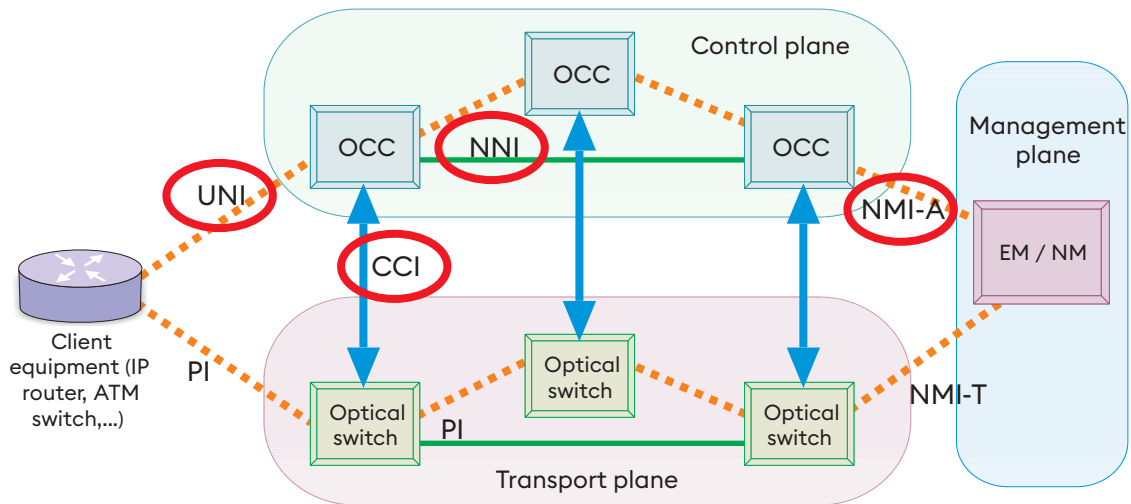 Control plane
OCC
OCC
OCC
NNI
UNI
NMI-A
Management
plane
EM / NM
CCI
Client
equipment (IP
router, ATM
switch,...)
PI
Optical
switch
Optical
switch
Optical
switch
PI
NMI-T
Transport plane